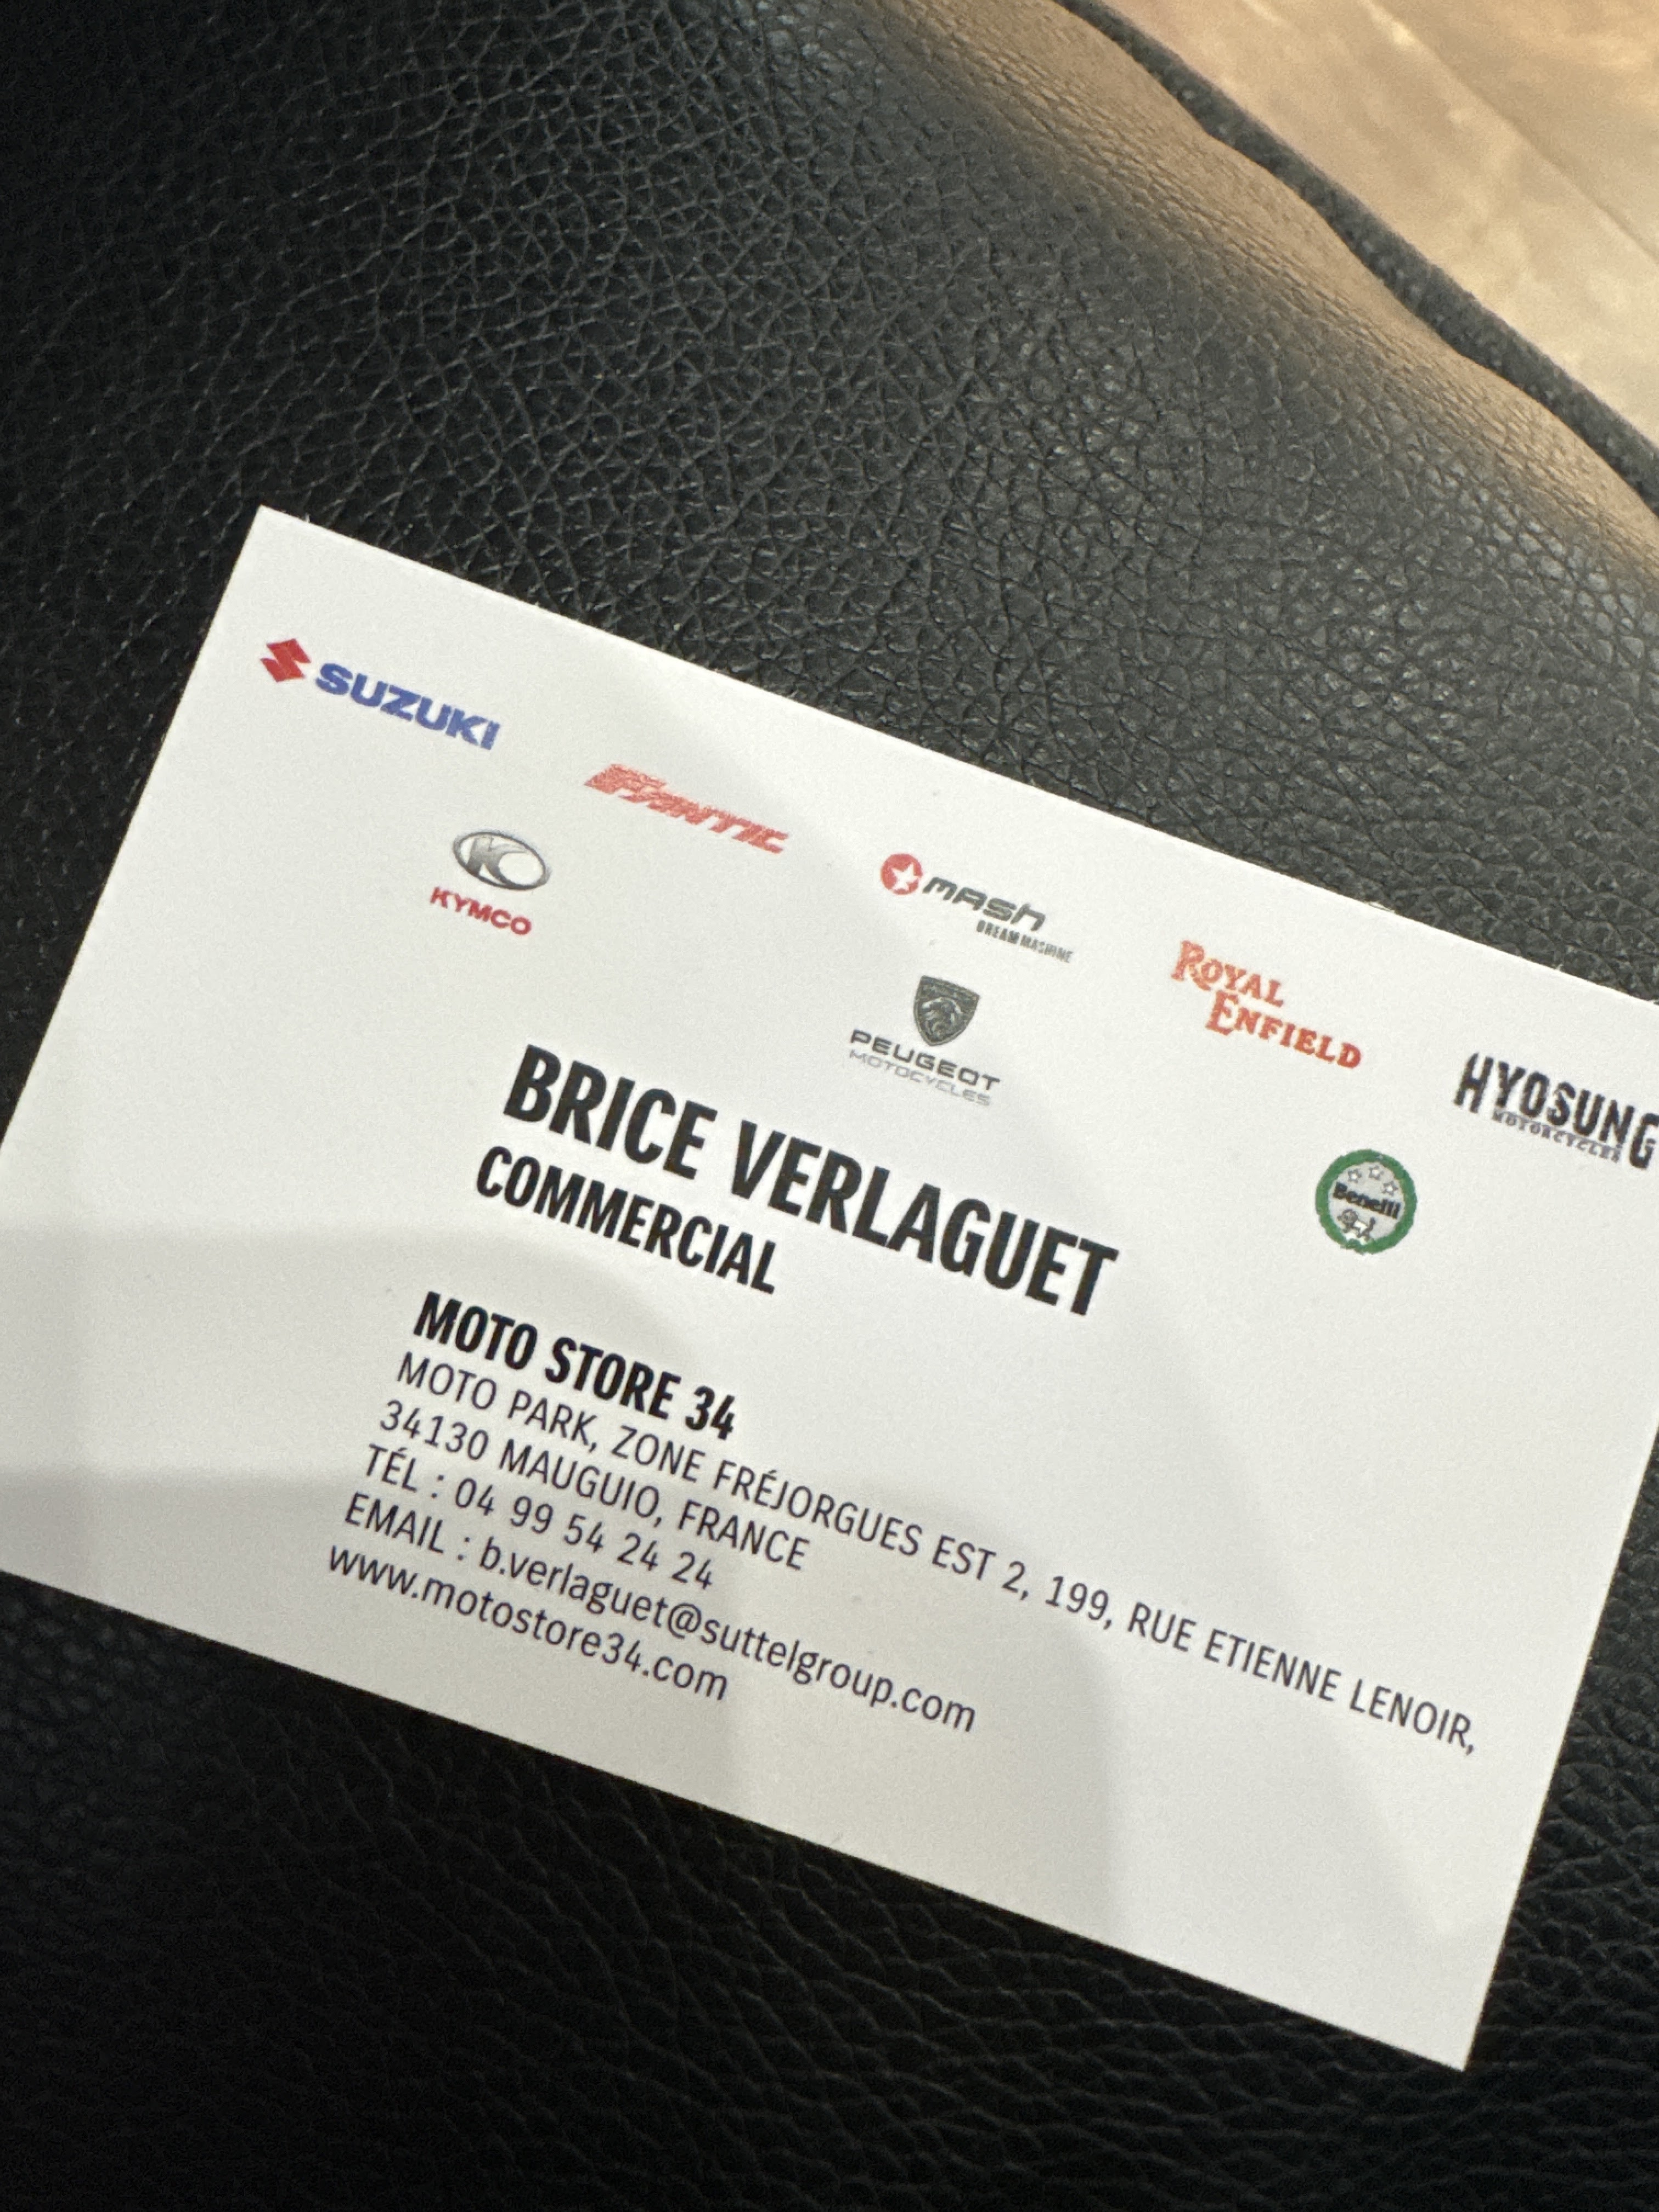 SUZUKI
FANTIC
MASH
DREAM MASHINE
ROYAL
ENFIELD
HYOSUNG
MOTORCYCLES
KYMCO
PEUGEOT
MOTOCYCLES
Benelli
BRICE VERLAGUET
COMMERCIAL
MOTO STORE 34
MOTO PARK, ZONE FRÉJORGUES EST 2, 199, RUE ETIENNE LENOIR,
34130 MAUGUIO, FRANCE
TÉL : 04 99 54 24 24
EMAIL : b.verlaguet@suttelgroup.com
www.motostore34.com